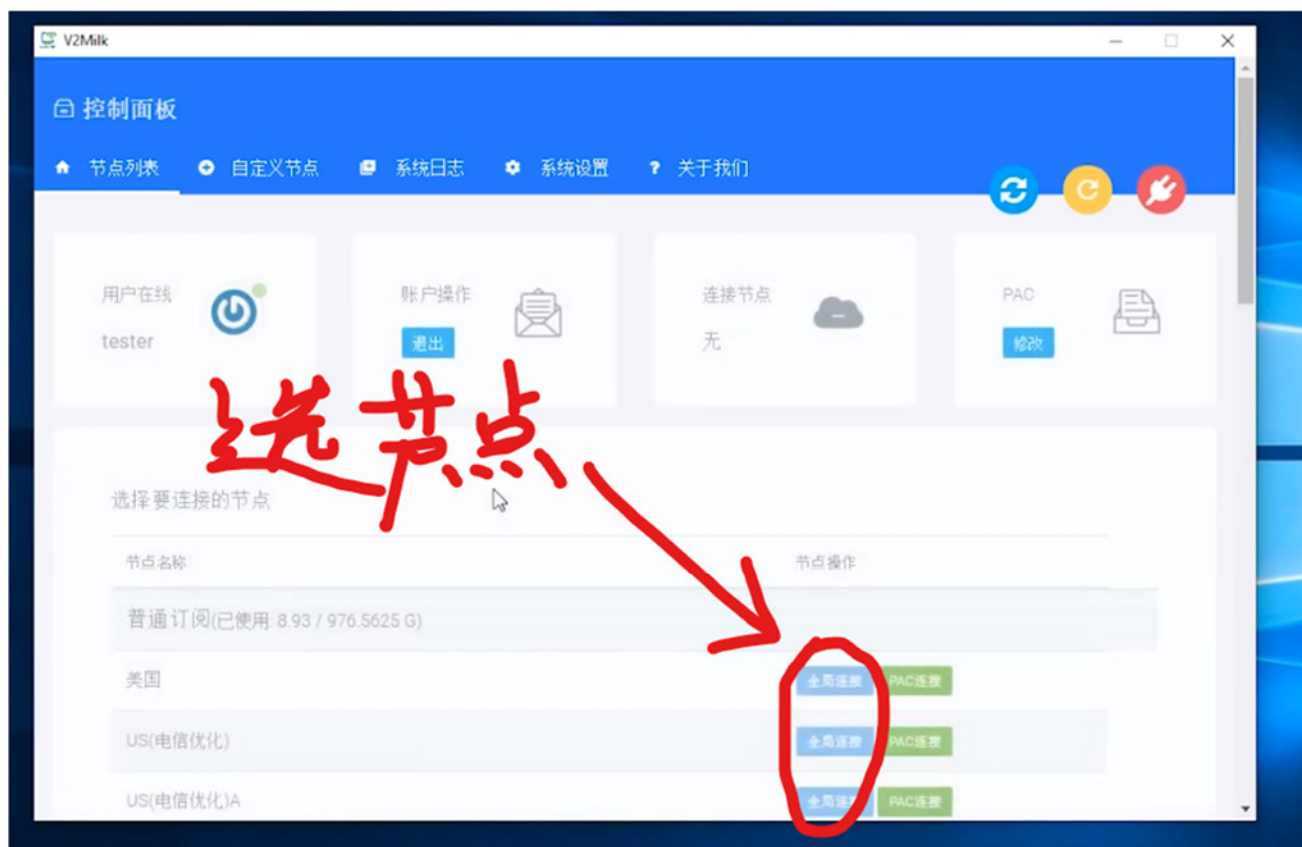 V2Milk
控制面板
节点列表 自定义节点 系统日志 系统设置 ? 关于我们
用户在线 账户操作 连接节点 PAC
tester 退出 无 修改
选节点
选择要连接的节点
节点名称 节点操作
普通订阅(已使用: 8.93 / 976.5625 G)
美国 全局连接 PAC连接
US(电信优化) 全局连接 PAC连接
US(电信优化)A 全局连接 PAC连接